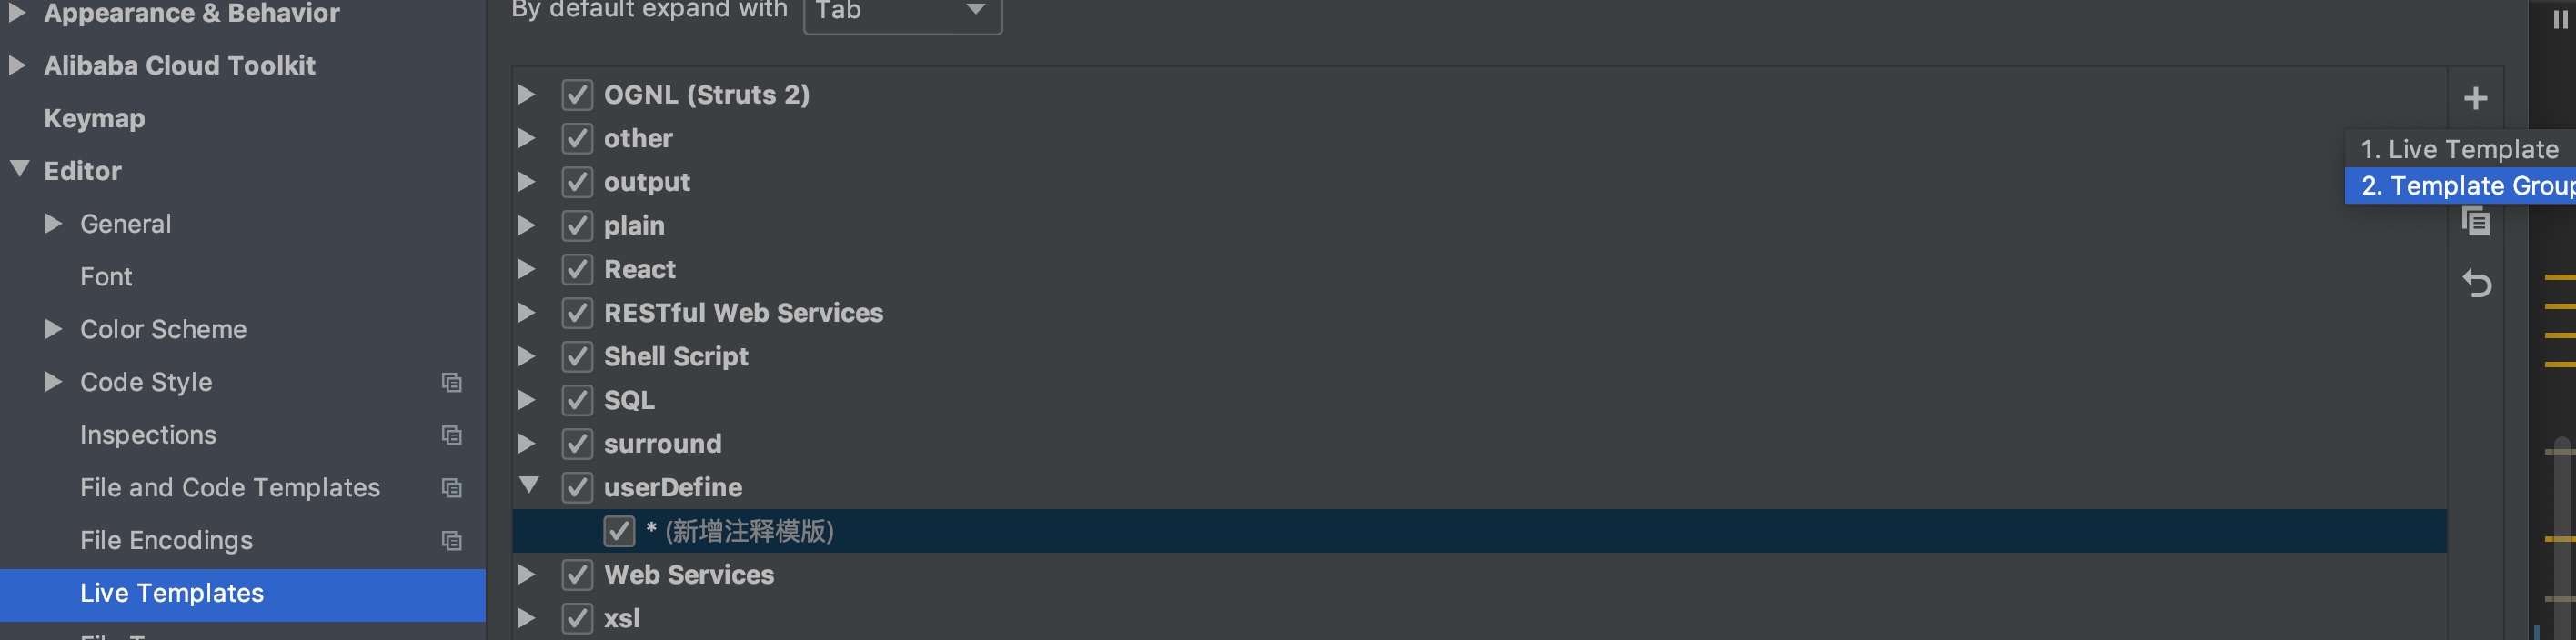 Appearance & Behavior
Alibaba Cloud Toolkit
Keymap
Editor
General
Font
Color Scheme
Code Style
Inspections
File and Code Templates
File Encodings
Live Templates
By default expand with Tab
OGNL (Struts 2)
other
output
plain
React
RESTful Web Services
Shell Script
SQL
surround
userDefine
* (新增注释模版)
Web Services
xsl
1. Live Template
2. Template Group